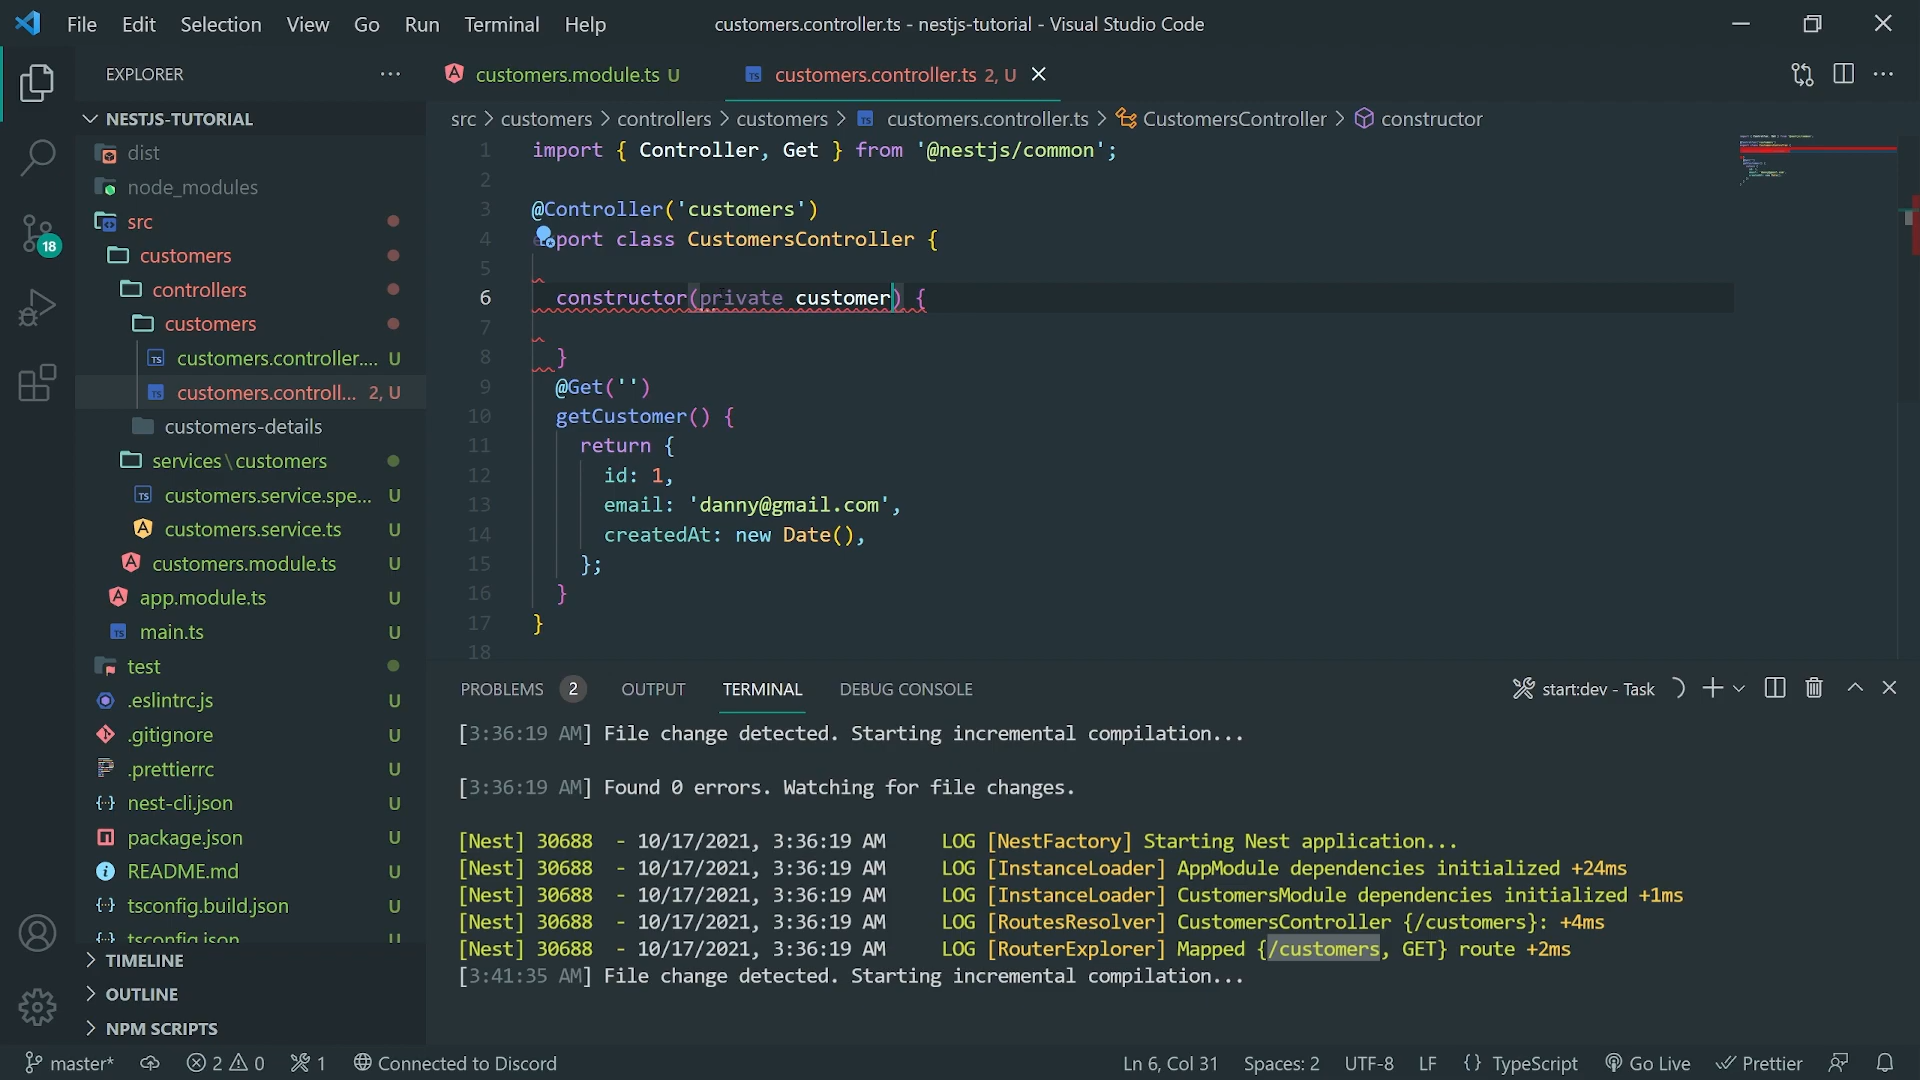 File Edit Selection View Go Run Terminal Help customers.controller.ts - nestjs-tutorial - Visual Studio Code
EXPLORER
NESTJS-TUTORIAL
dist
node_modules
src
customers
controllers
customers
customers.controller.... U
customers.controll... 2, U
customers-details
services\customers
customers.service.spe... U
customers.service.ts U
customers.module.ts U
app.module.ts U
main.ts U
test
.eslintrc.js U
.gitignore U
.prettierrc U
nest-cli.json U
package.json U
README.md U
tsconfig.build.json U
tsconfig.json U
TIMELINE
OUTLINE
NPM SCRIPTS
18
customers.module.ts U
customers.controller.ts 2, U
src > customers > controllers > customers > customers.controller.ts > CustomersController > constructor
1 import { Controller, Get } from '@nestjs/common';
2
3 @Controller('customers')
4 export class CustomersController {
5
6 constructor(private customer) {
7
8 }
9 @Get('')
10 getCustomer() {
11 return {
12 id: 1,
13 email: 'danny@gmail.com',
14 createdAt: new Date(),
15 };
16 }
17 }
18
PROBLEMS 2 OUTPUT TERMINAL DEBUG CONSOLE start:dev - Task
[3:36:19 AM] File change detected. Starting incremental compilation...
[3:36:19 AM] Found 0 errors. Watching for file changes.
[Nest] 30688 - 10/17/2021, 3:36:19 AM LOG [NestFactory] Starting Nest application...
[Nest] 30688 - 10/17/2021, 3:36:19 AM LOG [InstanceLoader] AppModule dependencies initialized +24ms
[Nest] 30688 - 10/17/2021, 3:36:19 AM LOG [InstanceLoader] CustomersModule dependencies initialized +1ms
[Nest] 30688 - 10/17/2021, 3:36:19 AM LOG [RoutesResolver] CustomersController {/customers}: +4ms
[Nest] 30688 - 10/17/2021, 3:36:19 AM LOG [RouterExplorer] Mapped {/customers, GET} route +2ms
[3:41:35 AM] File change detected. Starting incremental compilation...
master* 2 0 1 Connected to Discord Ln 6, Col 31 Spaces: 2 UTF-8 LF {} TypeScript Go Live Prettier